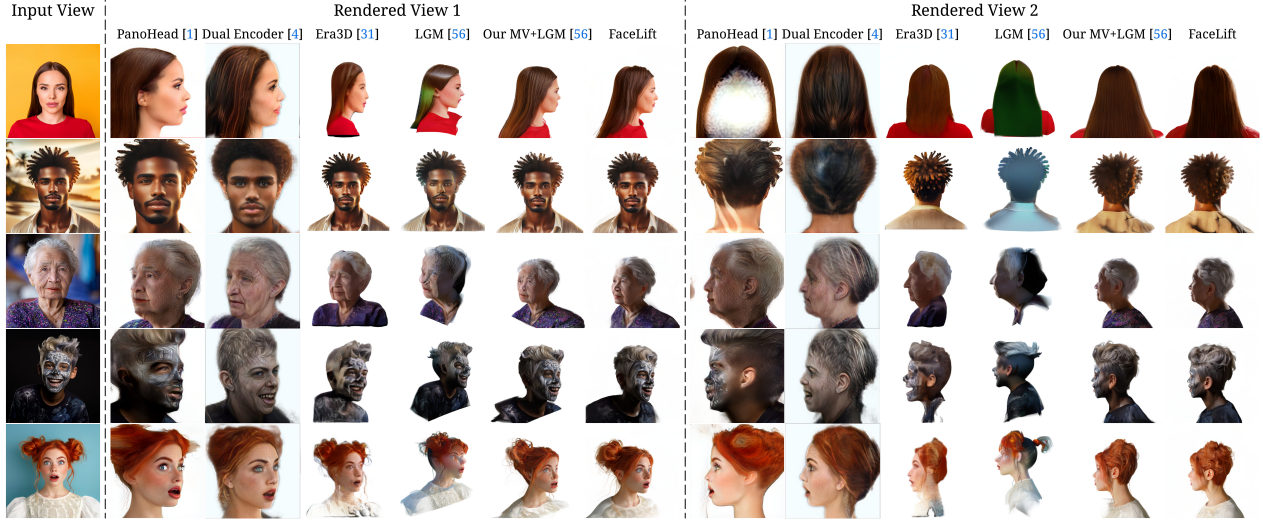 Input View
Rendered View 1
Rendered View 2
PanoHead [1] Dual Encoder [4] Era3D [31] LGM [56] Our MV+LGM [56] FaceLift
PanoHead [1] Dual Encoder [4] Era3D [31] LGM [56] Our MV+LGM [56] FaceLift